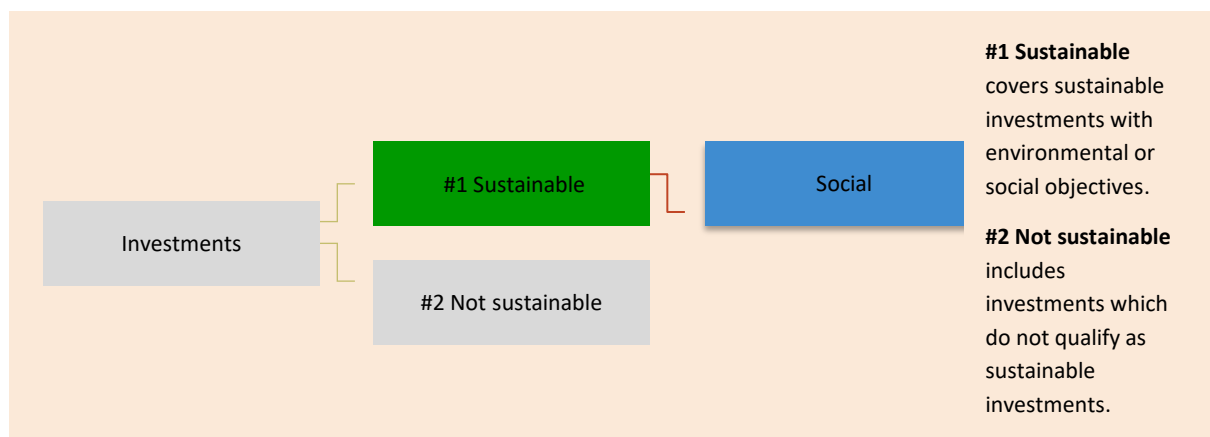 Investments
#1 Sustainable
Social
#2 Not sustainable
#1 Sustainable
covers sustainable
investments with
environmental or
social objectives.
#2 Not sustainable
includes
investments which
do not qualify as
sustainable
investments.